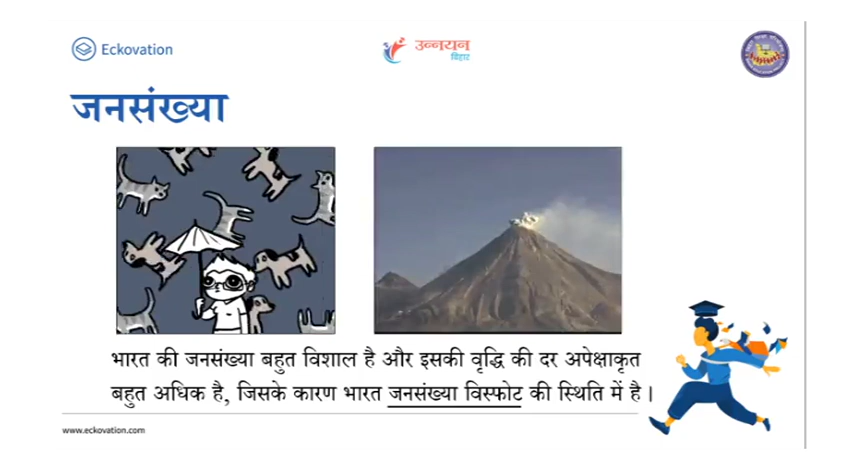 Eckovation
उन्नयन
बिहार
जनसंख्या
भारत की जनसंख्या बहुत विशाल है और इसकी वृद्धि की दर अपेक्षाकृत
बहुत अधिक है, जिसके कारण भारत जनसंख्या विस्फोट की स्थिति में है।
www.eckovation.com